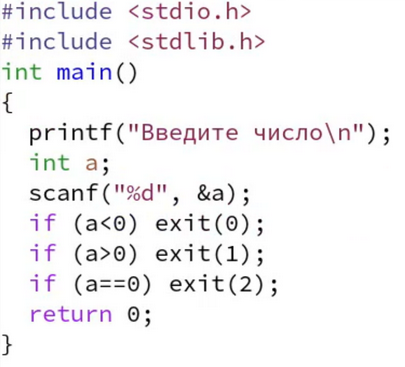 #include <stdio.h>
#include <stdlib.h>
int main()
{
  printf("Введите число\n");
  int a;
  scanf("%d", &a);
  if (a<0) exit(0);
  if (a>0) exit(1);
  if (a==0) exit(2);
  return 0;
}